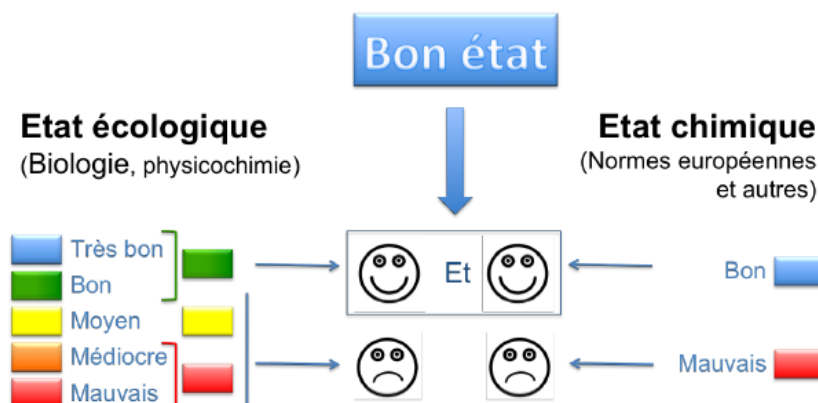 Bon état
Etat écologique
(Biologie, physicochimie)
Etat chimique
(Normes européennes
et autres)
Très bon
Bon
Moyen
Médiocre
Mauvais
Et
Bon
Mauvais